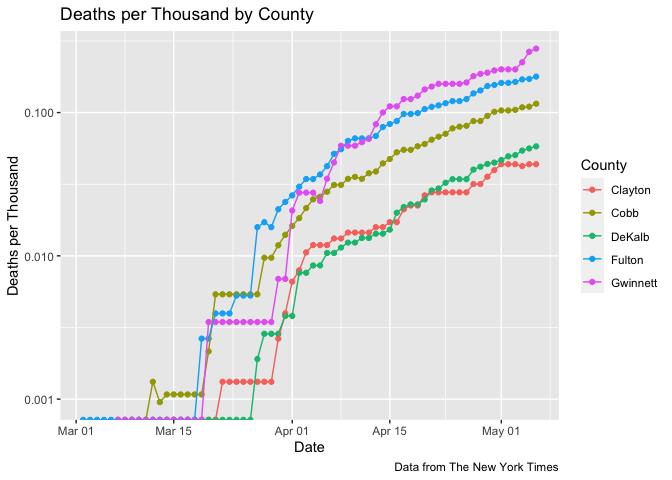 Deaths per Thousand by County
Deaths per Thousand
0.100
0.010
0.001
Mar 01
Mar 15
Apr 01
Apr 15
May 01
Date
County
Clayton
Cobb
DeKalb
Fulton
Gwinnett
Data from The New York Times